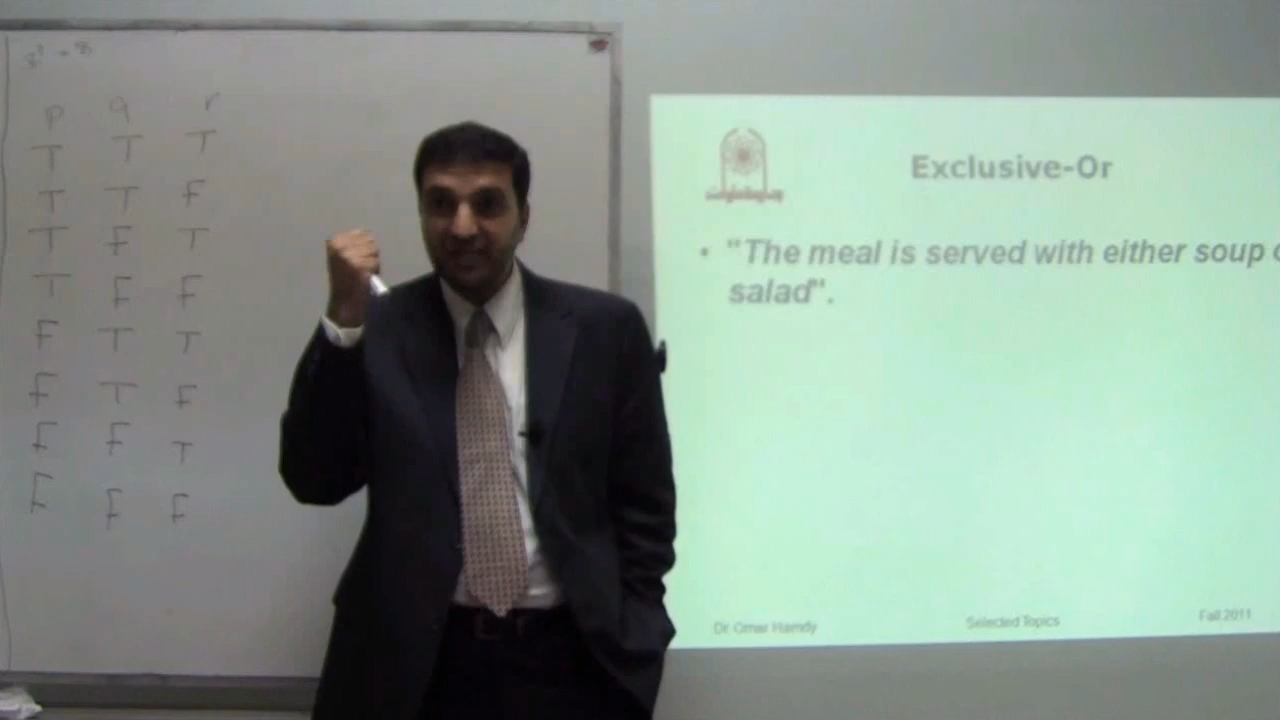 2³ = 8
p q r
T T T
T T F
T F T
T F F
F T T
F T F
F F T
F F F
Exclusive-Or
• "The meal is served with either soup
salad".
Dr. Omar Hamdy Selected Topics Fall 2011